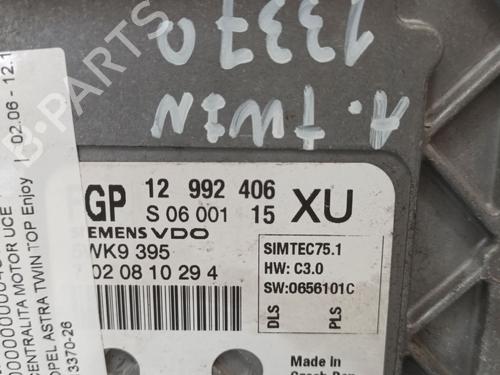 1370
A. TWIN
GP 12 992 406 XU
S 06 001 15
SIEMENS VDO
5WK9 395
02 08 10 29 4
SIMTEC75.1
HW: C3.0
SW:0656101C
DLS PLS
Made in
CENTRALITA MOTOR UCE
OPEL ASTRA TWIN TOP Enjoy | 02.06 - 12.1
3370-26
B-PARTS